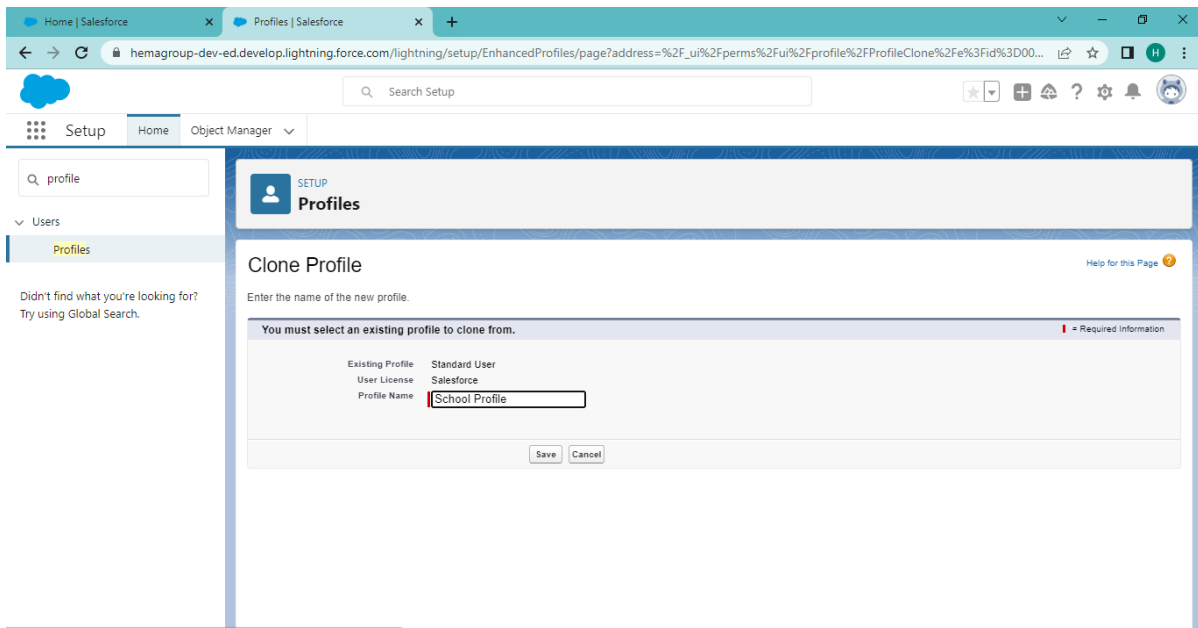 Home | Salesforce
Profiles | Salesforce
hemagroup-dev-ed.develop.lightning.force.com/lightning/setup/EnhancedProfiles/page?address=%2F_ui%2Fperms%2Fui%2Fprofile%2FProfileClone%2Fe%3Fid%3D00...
H
Search Setup
Setup
Home
Object Manager
profile
Users
Profiles
Didn't find what you're looking for?
Try using Global Search.
SETUP
Profiles
Clone Profile
Help for this Page
Enter the name of the new profile.
You must select an existing profile to clone from.
= Required Information
Existing Profile Standard User
User License Salesforce
Profile Name School Profile
Save Cancel